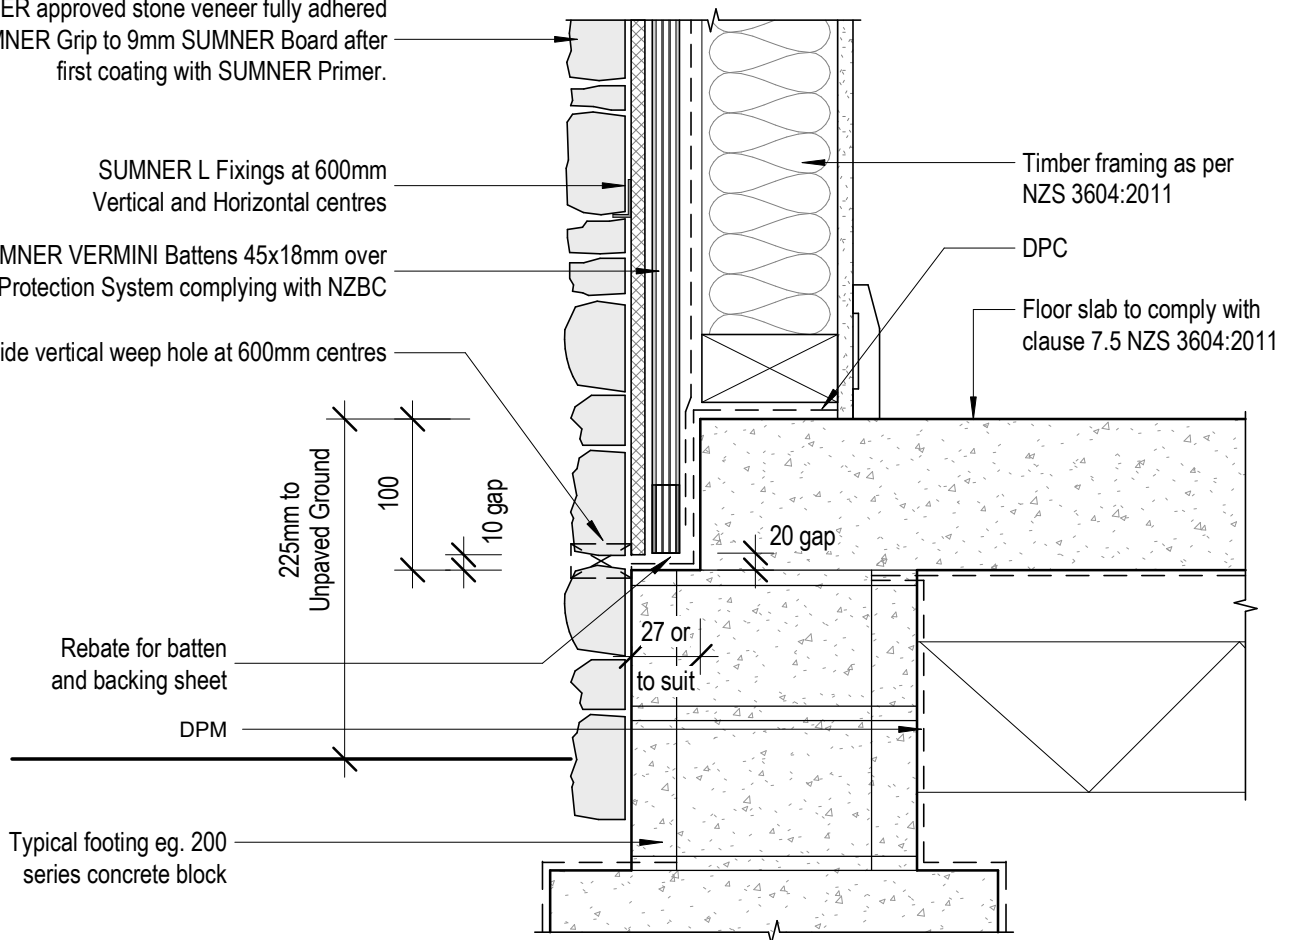 approved stone veneer fully adhered
Grip to 9mm SUMNER Board after
first coating with SUMNER Primer.
SUMNER L Fixings at 600mm
Vertical and Horizontal centres
VERMINI Battens 45x18mm over
Protection System complying with NZBC
vertical weep hole at 600mm centres
225mm to
Unpaved Ground
100
10 gap
Rebate for batten
and backing sheet
DPM
Typical footing eg. 200
series concrete block
Timber framing as per
NZS 3604:2011
DPC
Floor slab to comply with
clause 7.5 NZS 3604:2011
20 gap
27 or
to suit